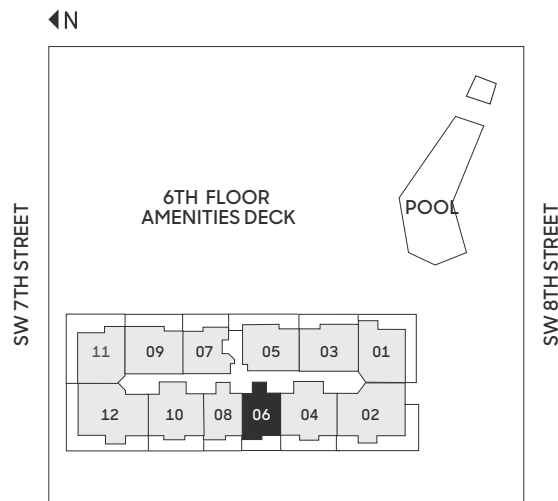 N
6TH FLOOR
AMENITIES DECK
POOL
SW 7TH STREET
SW 8TH STREET
11 09 07 05 03 01
12 10 08 06 04 02